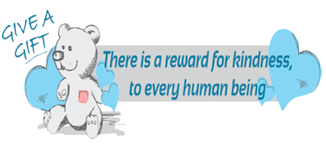 GIVE A
GIFT
There is a reward for kindness,
to every human being